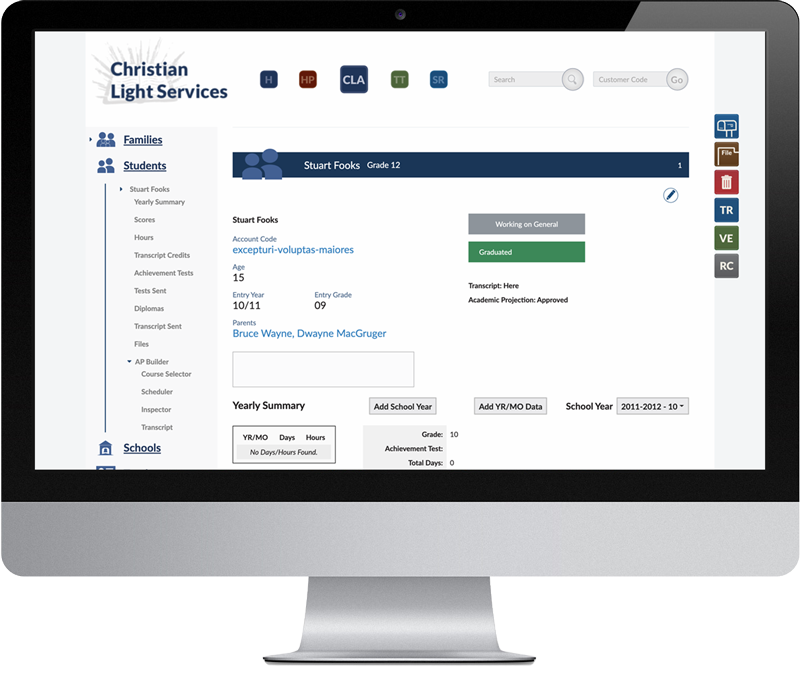 Christian
Light Services
H
HP
CLA
TT
SR
Search
Customer Code
Go
Families
Students
Stuart Fooks
Yearly Summary
Scores
Hours
Transcript Credits
Achievement Tests
Tests Sent
Diplomas
Transcript Sent
Files
AP Builder
Course Selector
Scheduler
Inspector
Transcript
Schools
Stuart Fooks Grade 12 1
Stuart Fooks
Account Code
excepturi-voluptas-maiores
Age
15
Entry Year Entry Grade
10/11 09
Parents
Bruce Wayne, Dwayne MacGruger
Working on General
Graduated
Transcript: Here
Academic Projection: Approved
Yearly Summary Add School Year Add YR/MO Data School Year 2011-2012 - 10
YR/MO Days Hours
No Days/Hours Found.
Grade: 10
Achievement Test:
Total Days: 0
File
TR
VE
RC